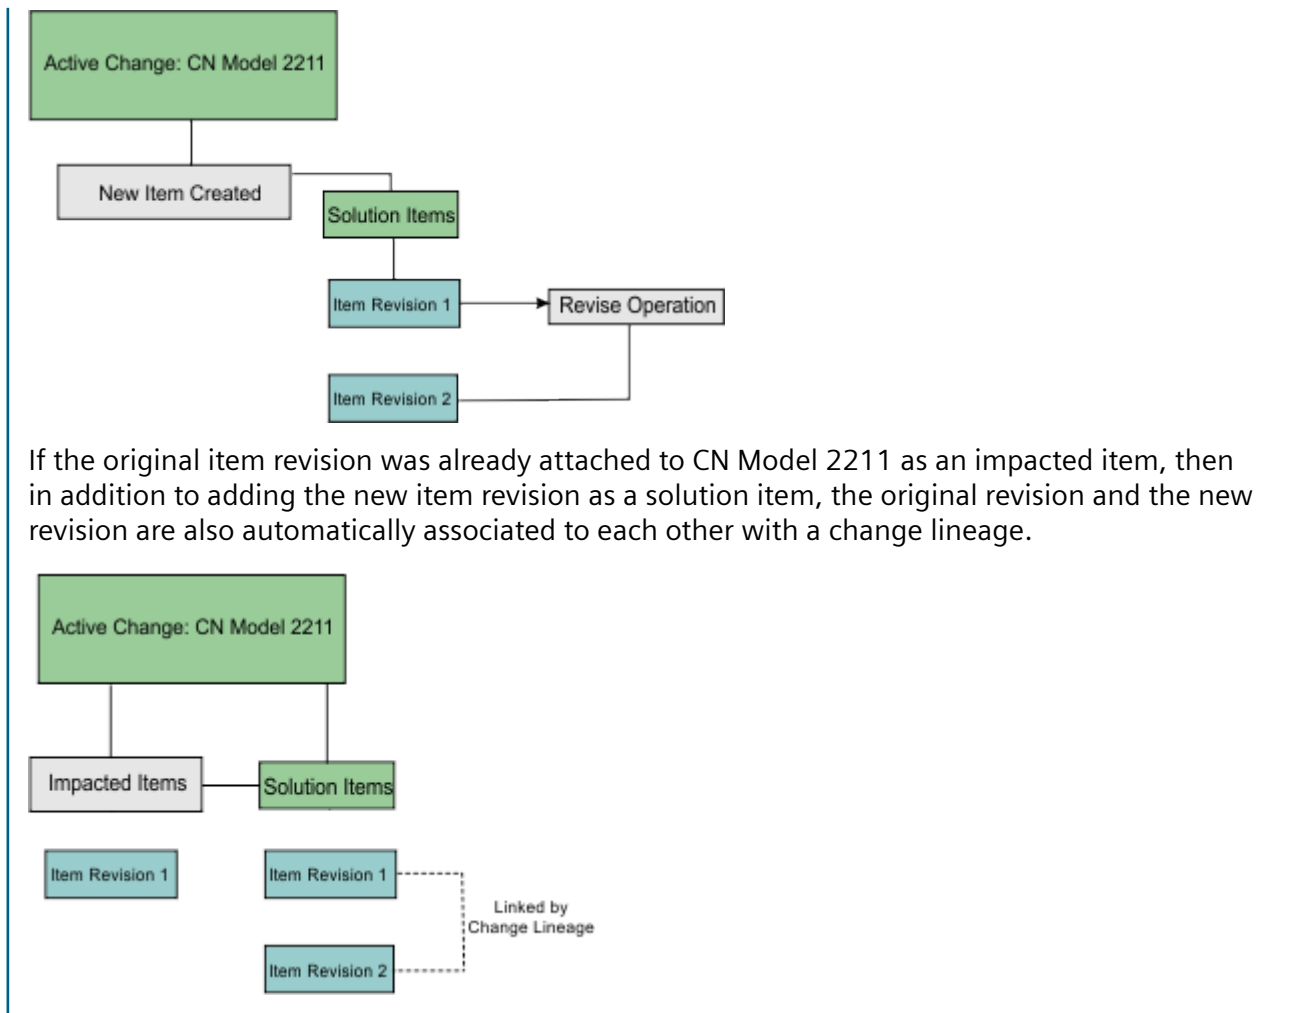 Active Change: CN Model 2211
New Item Created
Solution Items
Item Revision 1
Revise Operation
Item Revision 2
If the original item revision was already attached to CN Model 2211 as an impacted item, then
in addition to adding the new item revision as a solution item, the original revision and the new
revision are also automatically associated to each other with a change lineage.
Active Change: CN Model 2211
Impacted Items
Solution Items
Item Revision 1
Item Revision 1
Linked by
Change Lineage
Item Revision 2